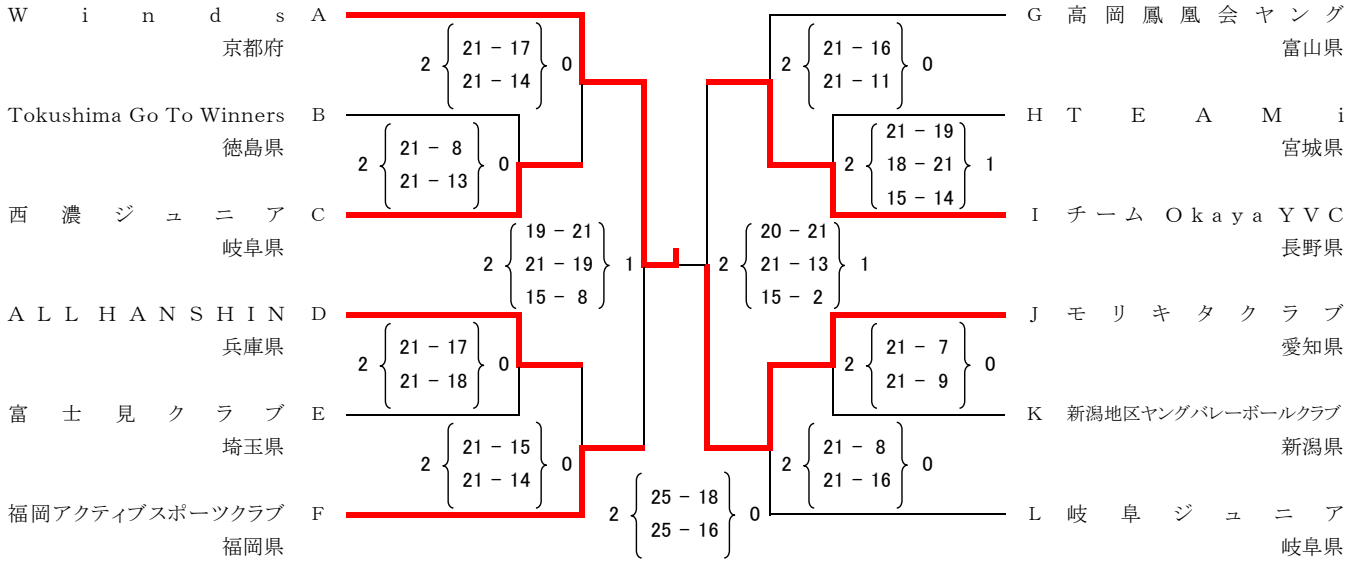 Winds A
京都府
2 21 - 17 0
21 - 14
Tokushima Go To Winners B
徳島県
2 21 - 8 0
21 - 13
西濃ジュニア C
岐阜県
2 19 - 21 1
21 - 19
15 - 8
ALL HANSHIN D
兵庫県
2 21 - 17 0
21 - 18
富士見クラブ E
埼玉県
2 21 - 15 0
21 - 14
福岡アクティブスポーツクラブ F
福岡県
2 25 - 18 0
25 - 16
G 高岡鳳凰会ヤング
富山県
2 21 - 16 0
21 - 11
H TEAMi
宮城県
2 21 - 19 1
18 - 21
15 - 14
I チーム Okaya YVC
長野県
2 20 - 21 1
21 - 13
15 - 2
J モリキタクラブ
愛知県
2 21 - 7 0
21 - 9
K 新潟地区ヤングバレーボールクラブ
新潟県
2 21 - 8 0
21 - 16
L 岐阜ジュニア
岐阜県